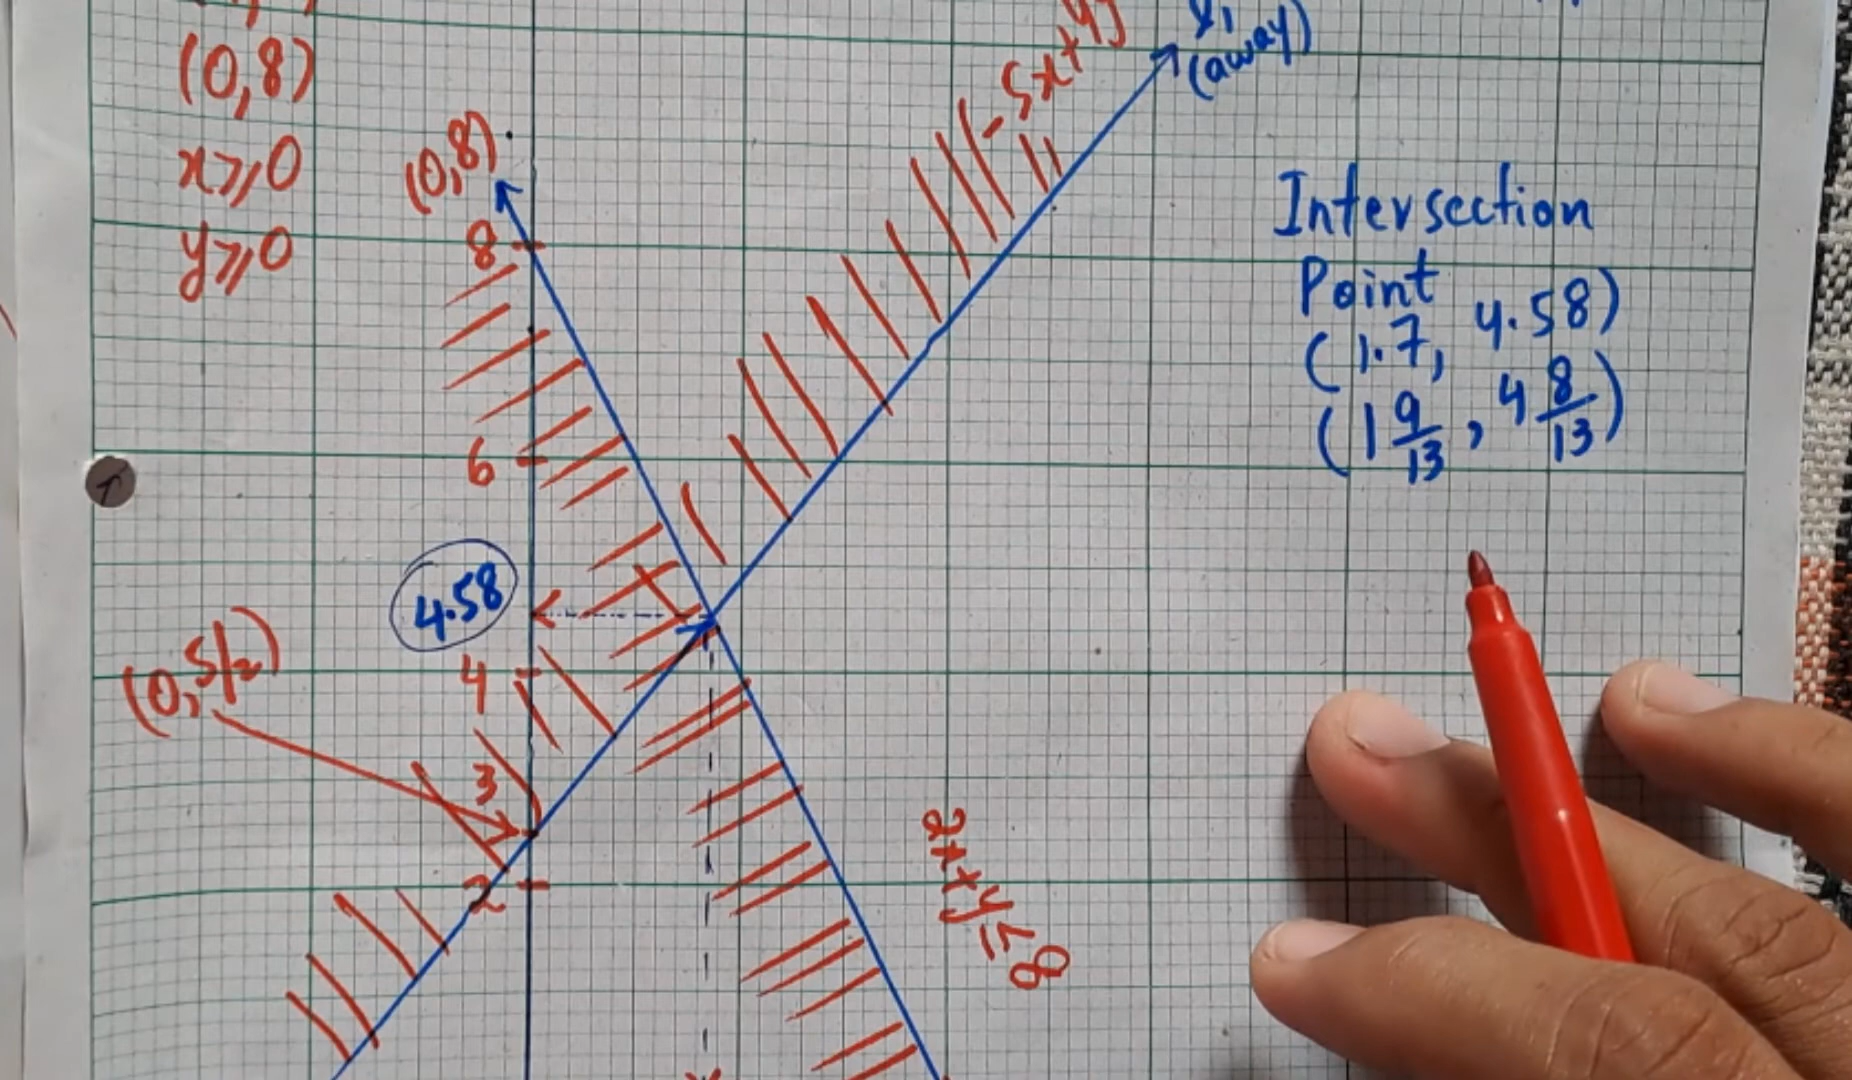 (0,8)
x≥0
y≥0
(0,8)
8
6
4.58
4
(0,5/2)
3
2
-5x+4y
x₁
(away)
Intersection
Point
(1.7, 4.58)
(1 9/13, 4 8/13)
2x+y≤8